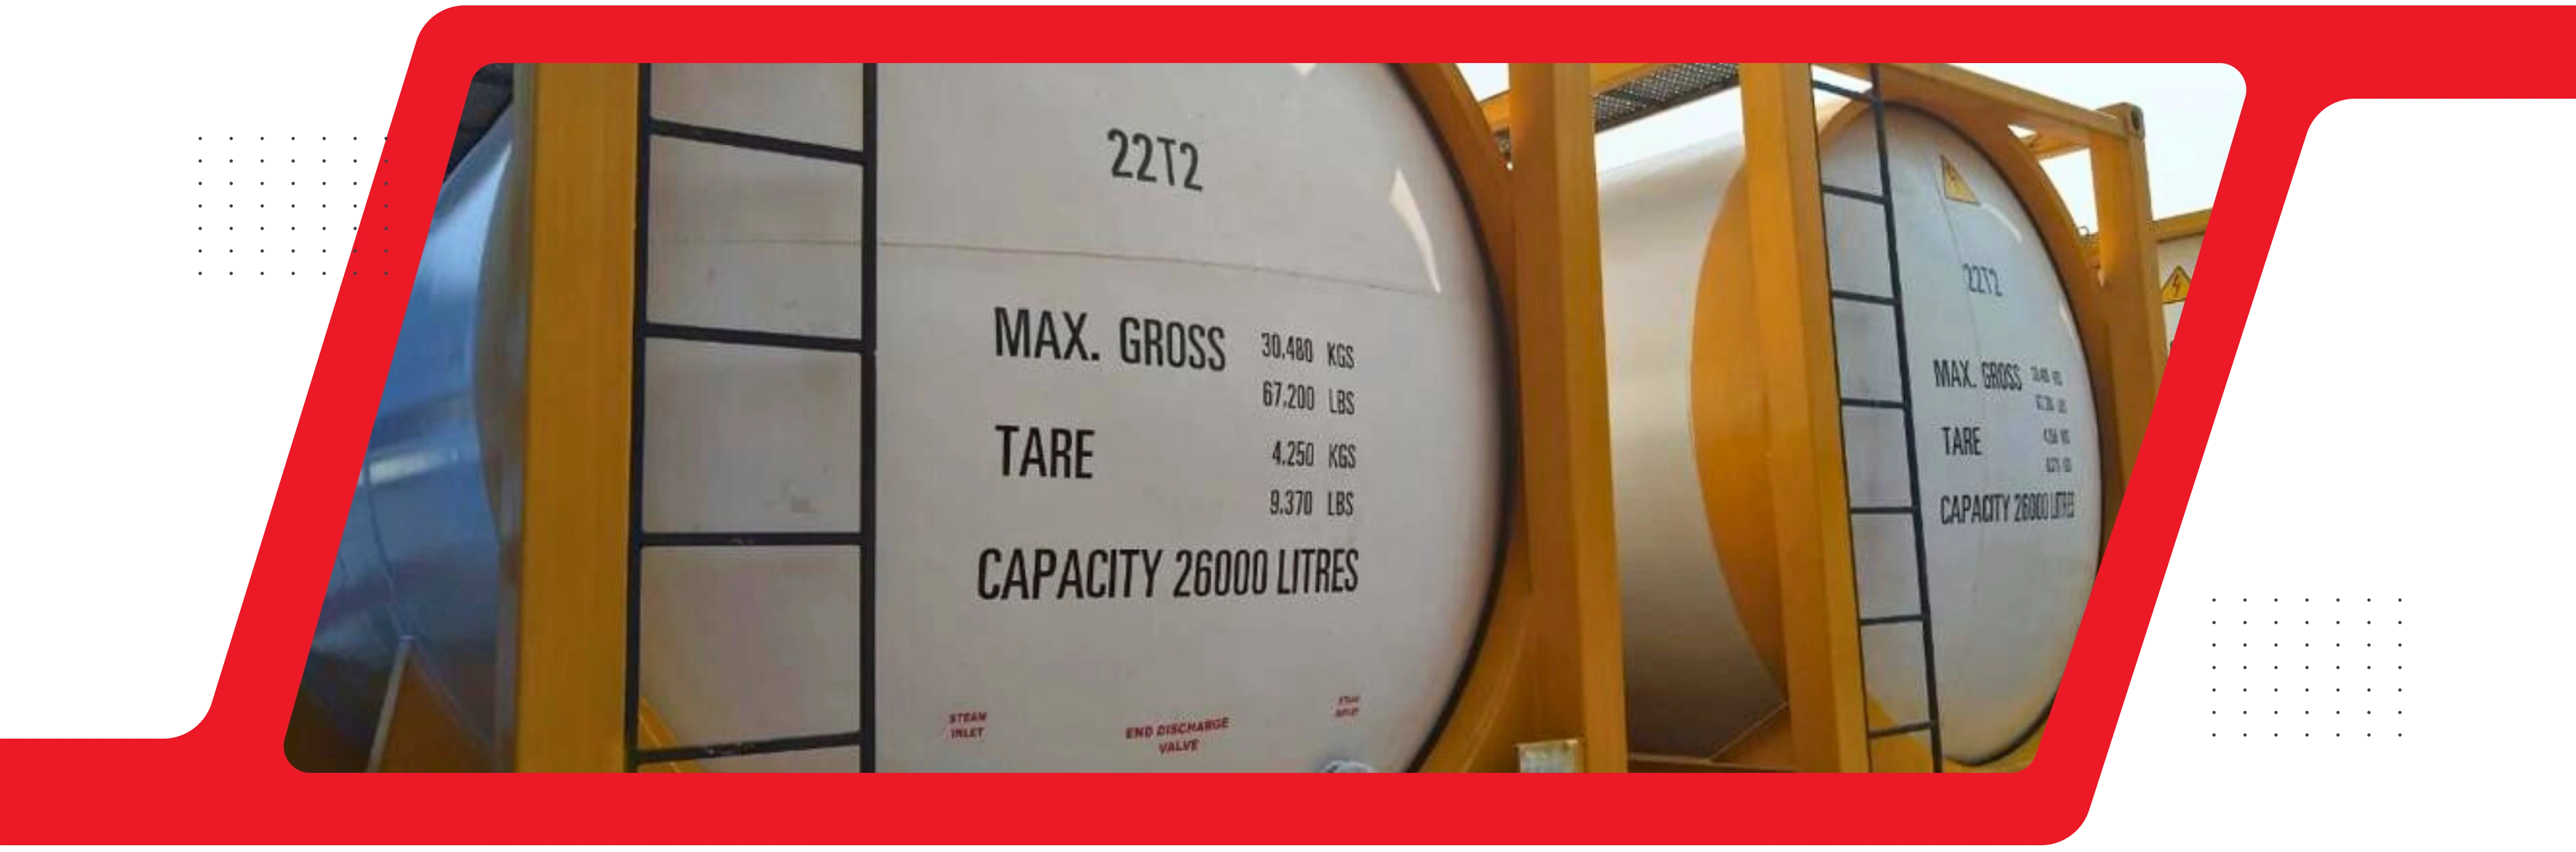 22T2
MAX. GROSS 30.480 KGS
67.200 LBS
TARE 4.250 KGS
9.370 LBS
CAPACITY 26000 LITRES
STEAM
INLET
END DISCHARGE
VALVE
STEAM
22T2
MAX. GROSS
TARE
CAPACITY 26000 LITRES